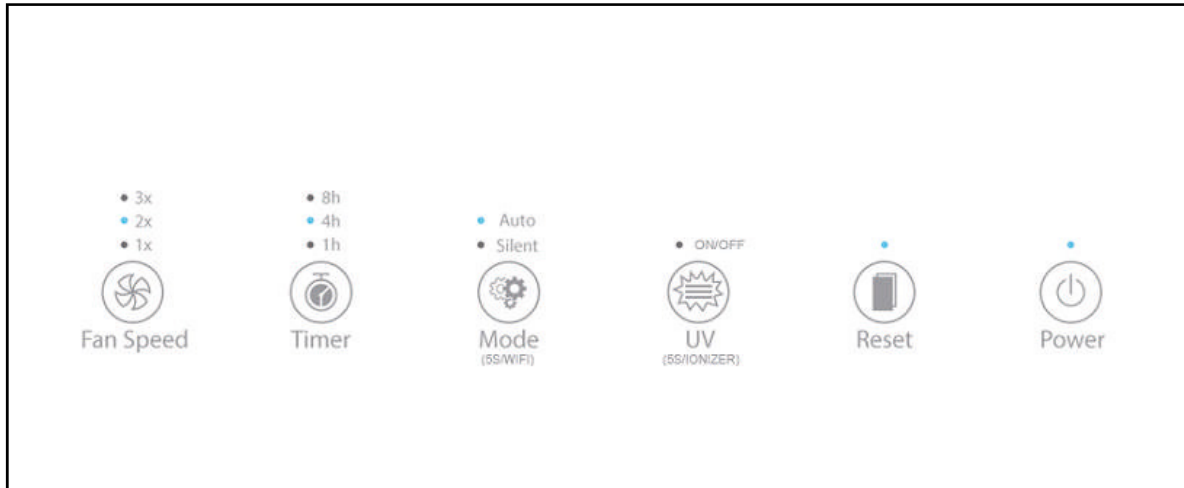 3x
2x
1x
Fan Speed
8h
4h
1h
Timer
Auto
Silent
Mode
(5S/WIFI)
ON/OFF
UV
(5S/IONIZER)
Reset
Power